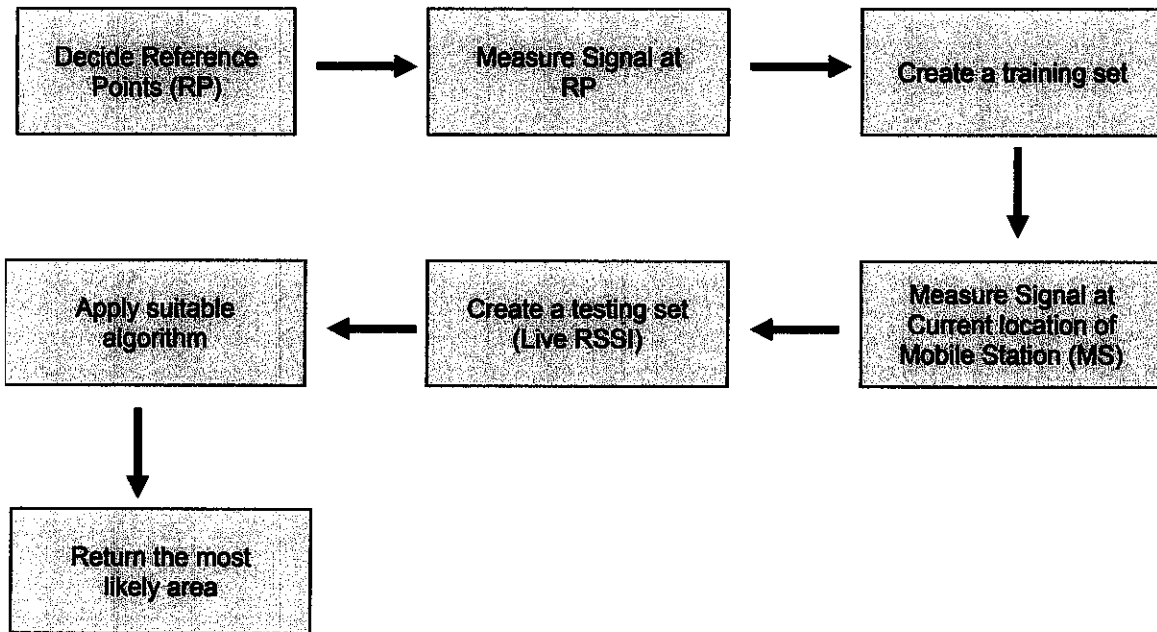 Decide Reference
Points (RP)
Measure Signal at
RP
Create a training set
Measure Signal at
Current location of
Mobile Station (MS)
Create a testing set
(Live RSSI)
Apply suitable
algorithm
Return the most
likely area